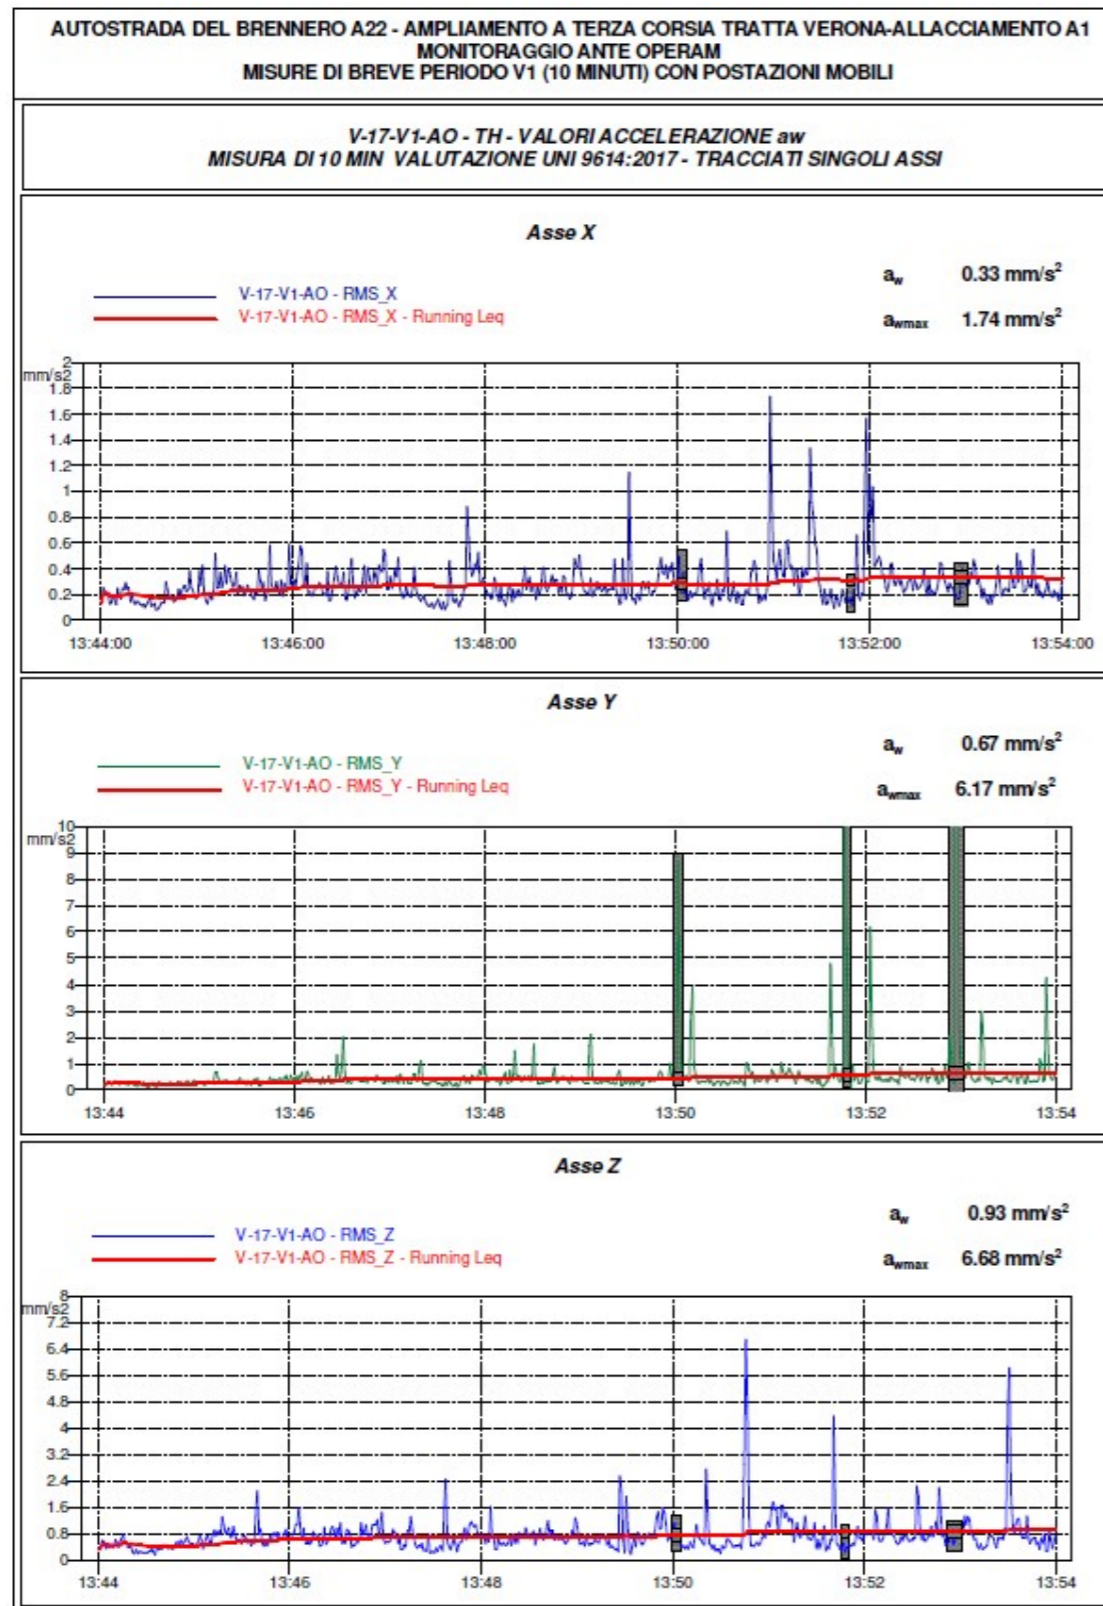 AUTOSTRADA DEL BRENNERO A22 - AMPLIAMENTO A TERZA CORSIA TRATTA VERONA-ALLACCIAMENTO A1
MONITORAGGIO ANTE OPERAM
MISURE DI BREVE PERIODO V1 (10 MINUTI) CON POSTAZIONI MOBILI
V-17-V1-AO - TH - VALORI ACCELERAZIONE aw
MISURA DI 10 MIN VALUTAZIONE UNI 9614:2017 - TRACCIATI SINGOLI ASSI
Asse X
V-17-V1-AO - RMS_X
V-17-V1-AO - RMS_X - Running Leq
aw 0.33 mm/s²
awmax 1.74 mm/s²
2
mm/s2
1.8
1.6
1.4
1.2
1
0.8
0.6
0.4
0.2
0
13:44:00 13:46:00 13:48:00 13:50:00 13:52:00 13:54:00
Asse Y
V-17-V1-AO - RMS_Y
V-17-V1-AO - RMS_Y - Running Leq
aw 0.67 mm/s²
awmax 6.17 mm/s²
10
mm/s2
9
8
7
6
5
4
3
2
1
0
13:44 13:46 13:48 13:50 13:52 13:54
Asse Z
V-17-V1-AO - RMS_Z
V-17-V1-AO - RMS_Z - Running Leq
aw 0.93 mm/s²
awmax 6.68 mm/s²
8
mm/s2
7.2
6.4
5.6
4.8
4
3.2
2.4
1.6
0.8
0
13:44 13:46 13:48 13:50 13:52 13:54